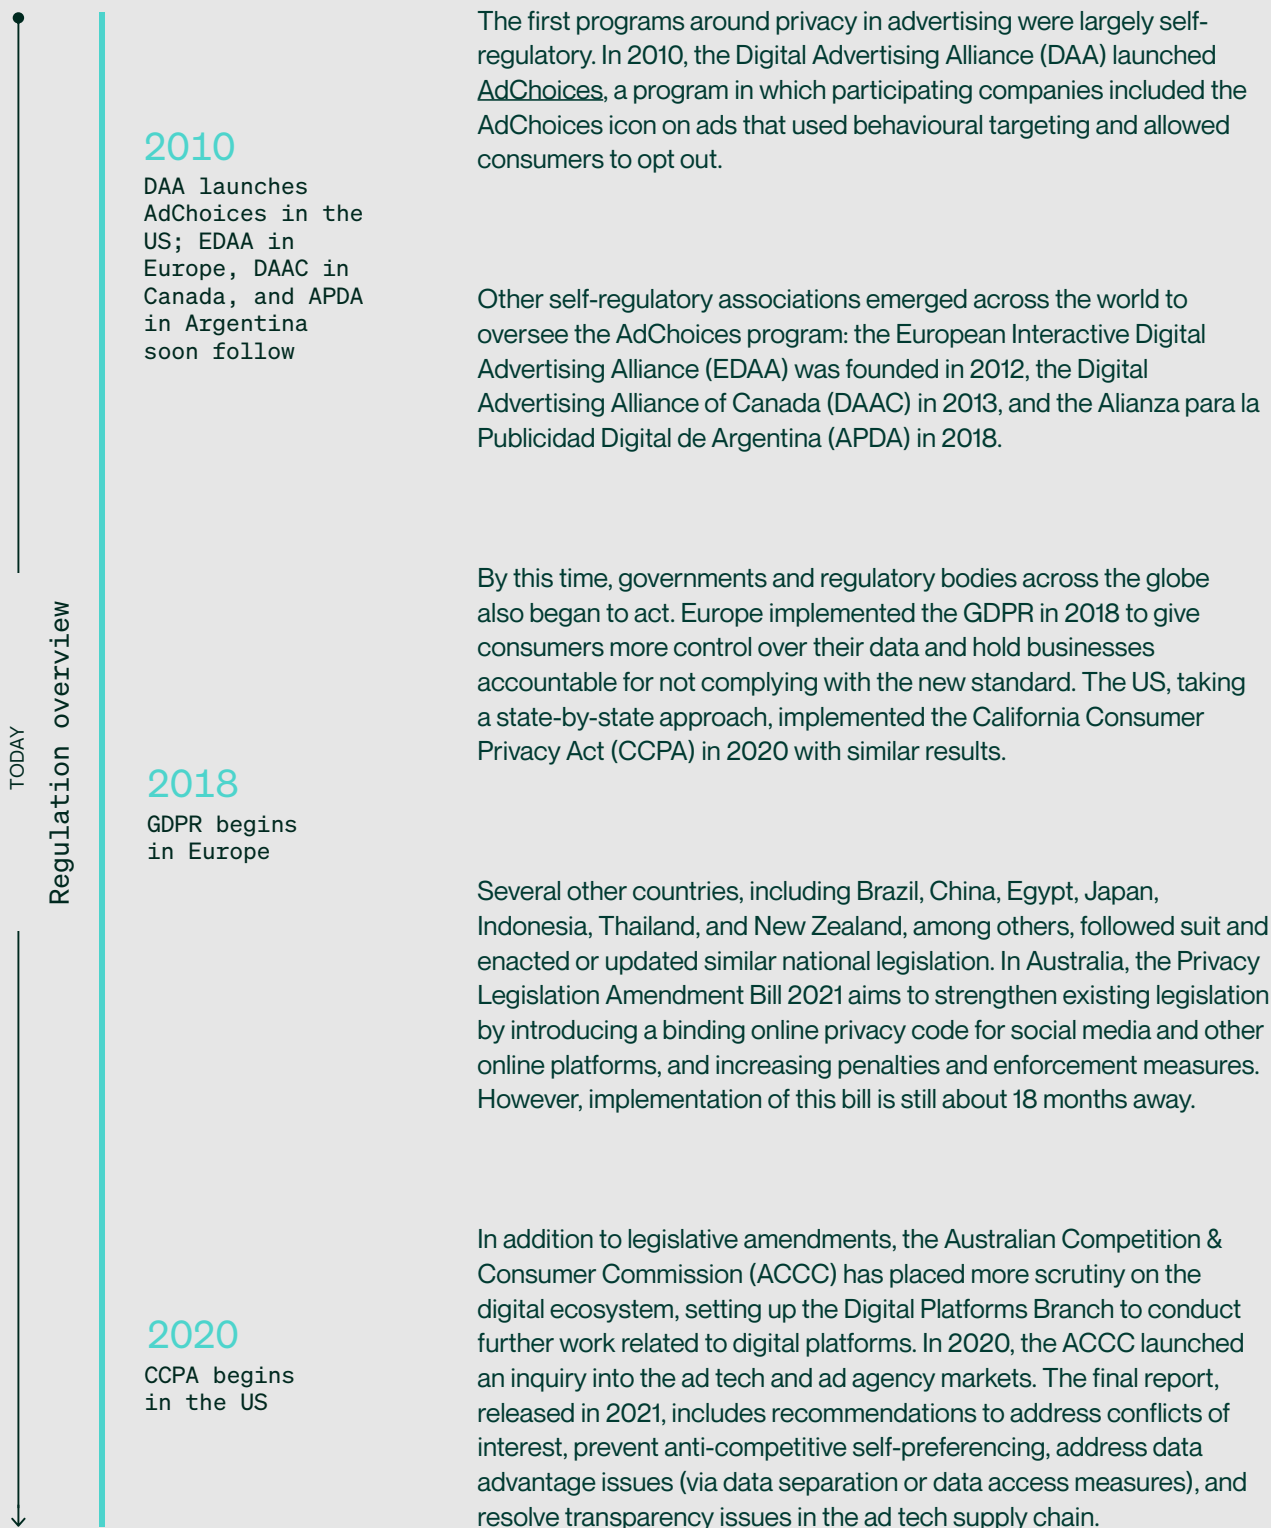 The first programs around privacy in advertising were largely self-
regulatory. In 2010, the Digital Advertising Alliance (DAA) launched
AdChoices, a program in which participating companies included the
AdChoices icon on ads that used behavioural targeting and allowed
consumers to opt out.
2010
DAA launches
AdChoices in the
US; EDAA in
Europe, DAAC in
Canada, and APDA
in Argentina
soon follow
Other self-regulatory associations emerged across the world to
oversee the AdChoices program: the European Interactive Digital
Advertising Alliance (EDAA) was founded in 2012, the Digital
Advertising Alliance of Canada (DAAC) in 2013, and the Alianza para la
Publicidad Digital de Argentina (APDA) in 2018.
By this time, governments and regulatory bodies across the globe
also began to act. Europe implemented the GDPR in 2018 to give
consumers more control over their data and hold businesses
accountable for not complying with the new standard. The US, taking
a state-by-state approach, implemented the California Consumer
Privacy Act (CCPA) in 2020 with similar results.
TODAY
Regulation overview
2018
GDPR begins
in Europe
Several other countries, including Brazil, China, Egypt, Japan,
Indonesia, Thailand, and New Zealand, among others, followed suit and
enacted or updated similar national legislation. In Australia, the Privacy
Legislation Amendment Bill 2021 aims to strengthen existing legislation
by introducing a binding online privacy code for social media and other
online platforms, and increasing penalties and enforcement measures.
However, implementation of this bill is still about 18 months away.
2020
CCPA begins
in the US
In addition to legislative amendments, the Australian Competition &
Consumer Commission (ACCC) has placed more scrutiny on the
digital ecosystem, setting up the Digital Platforms Branch to conduct
further work related to digital platforms. In 2020, the ACCC launched
an inquiry into the ad tech and ad agency markets. The final report,
released in 2021, includes recommendations to address conflicts of
interest, prevent anti-competitive self-preferencing, address data
advantage issues (via data separation or data access measures), and
resolve transparency issues in the ad tech supply chain.